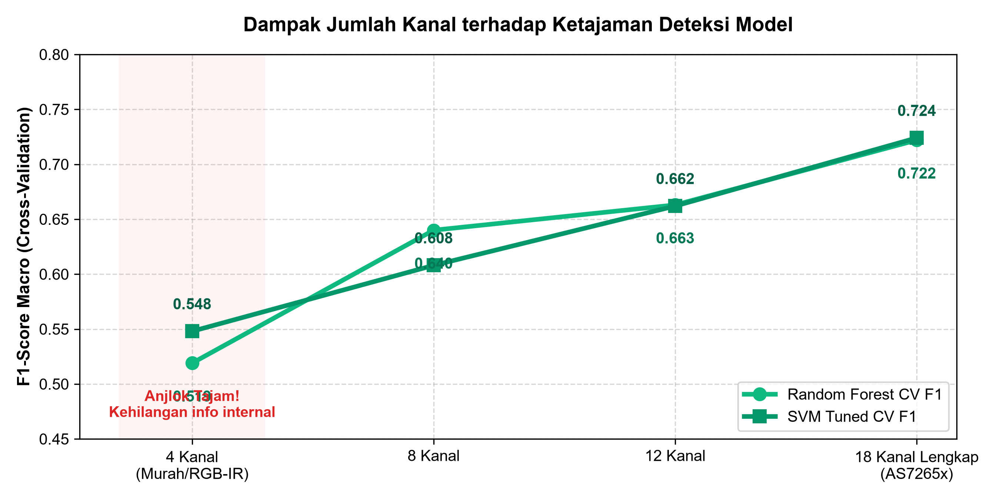 Dampak Jumlah Kanal terhadap Ketajaman Deteksi Model
F1-Score Macro (Cross-Validation)
0.80
0.75
0.70
0.65
0.60
0.55
0.50
0.45
0.724
0.722
0.662
0.663
0.608
0.640
0.548
0.519
Anjlok Tajam!
Kehilangan info internal
Random Forest CV F1
SVM Tuned CV F1
4 Kanal
(Murah/RGB-IR)
8 Kanal
12 Kanal
18 Kanal Lengkap
(AS7265x)